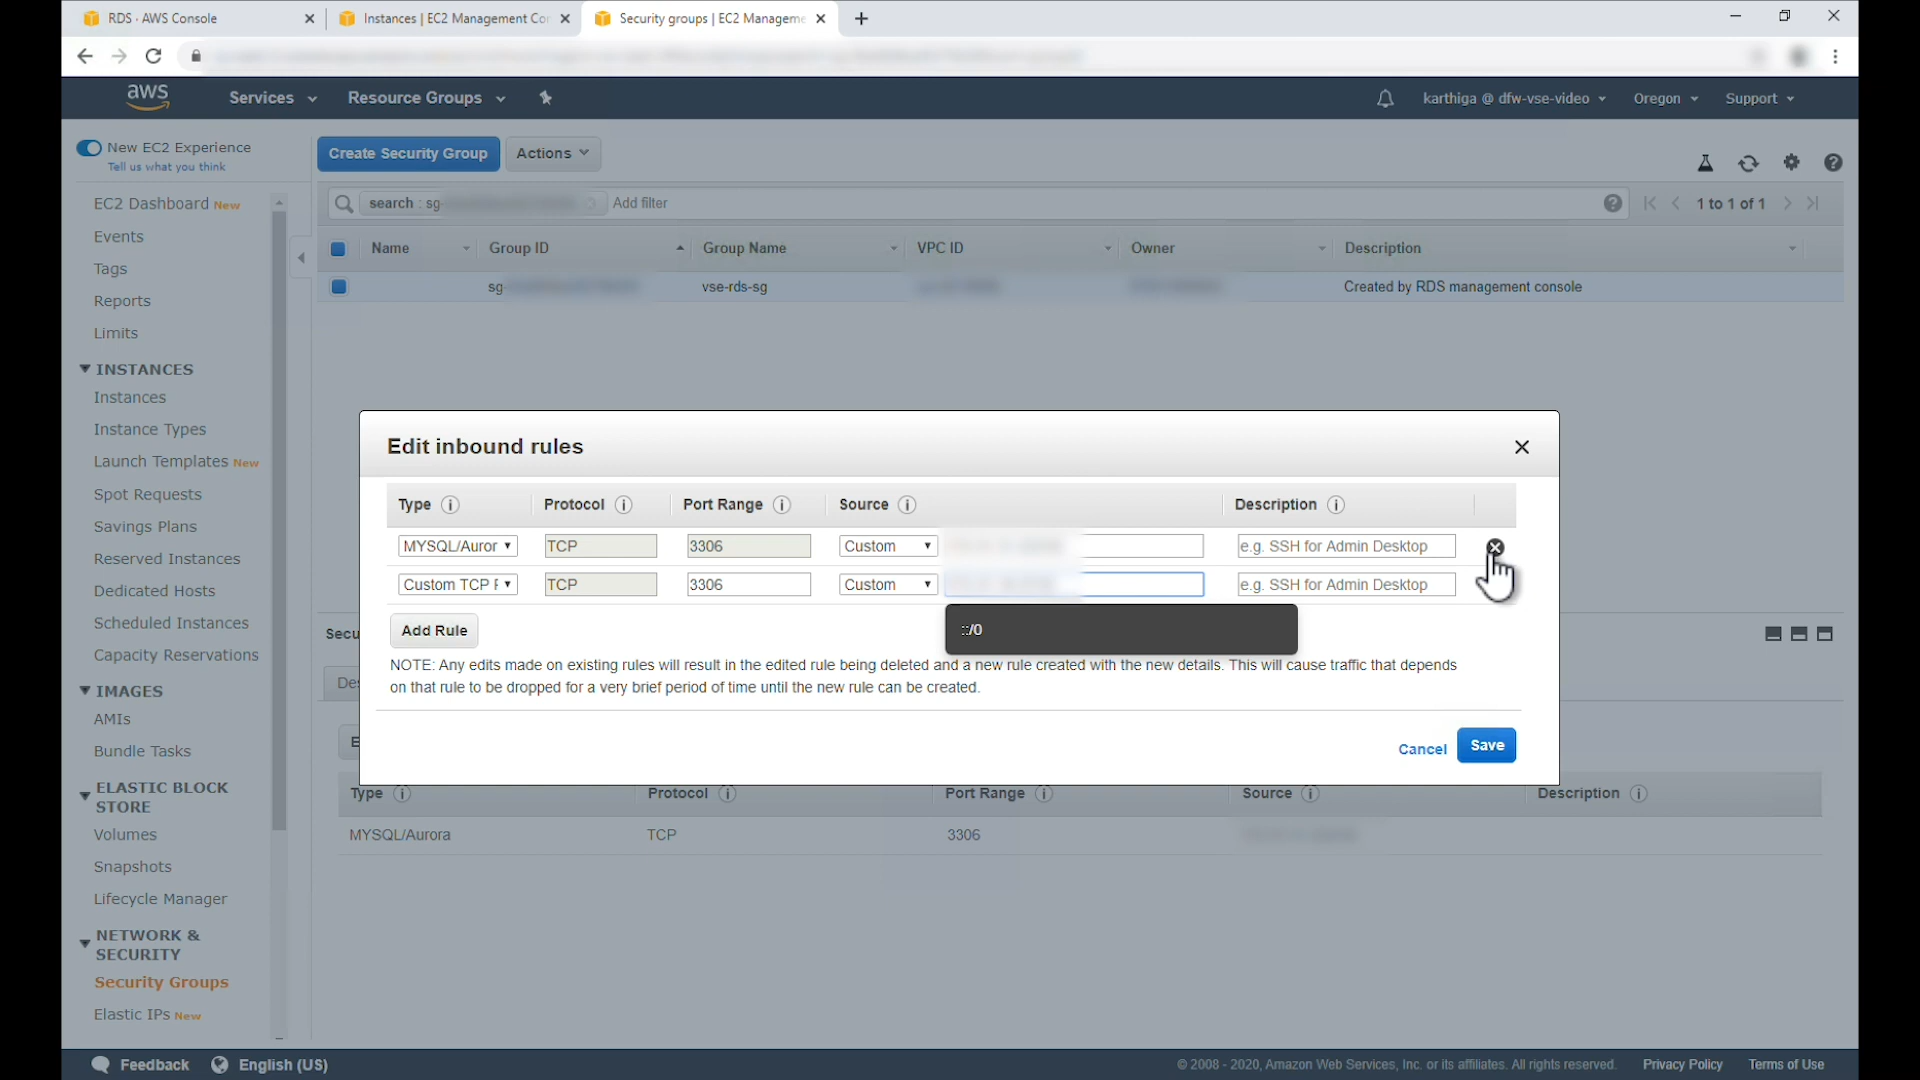 RDS · AWS Console
Instances | EC2 Management Co
Security groups | EC2 Manageme
aws
Services
Resource Groups
karthiga @ dfw-vse-video
Oregon
Support
New EC2 Experience
Tell us what you think
Create Security Group
Actions
EC2 Dashboard New
Events
Tags
Reports
Limits
INSTANCES
Instances
Instance Types
Launch Templates New
Spot Requests
Savings Plans
Reserved Instances
Dedicated Hosts
Scheduled Instances
Capacity Reservations
IMAGES
AMIs
Bundle Tasks
ELASTIC BLOCK
STORE
Volumes
Snapshots
Lifecycle Manager
NETWORK &
SECURITY
Security Groups
Elastic IPs New
search : sg-
Add filter
1 to 1 of 1
Name Group ID Group Name VPC ID Owner Description
sg- vse-rds-sg Created by RDS management console
Edit inbound rules
Type Protocol Port Range Source Description
MYSQL/Auror TCP 3306 Custom e.g. SSH for Admin Desktop
Custom TCP TCP 3306 Custom e.g. SSH for Admin Desktop
::/0
Add Rule
NOTE: Any edits made on existing rules will result in the edited rule being deleted and a new rule created with the new details. This will cause traffic that depends
on that rule to be dropped for a very brief period of time until the new rule can be created.
Cancel Save
Secu
Des
E
Type Protocol Port Range Source Description
MYSQL/Aurora TCP 3306
Feedback
English (US)
© 2008 - 2020, Amazon Web Services, Inc. or its affiliates. All rights reserved.
Privacy Policy
Terms of Use